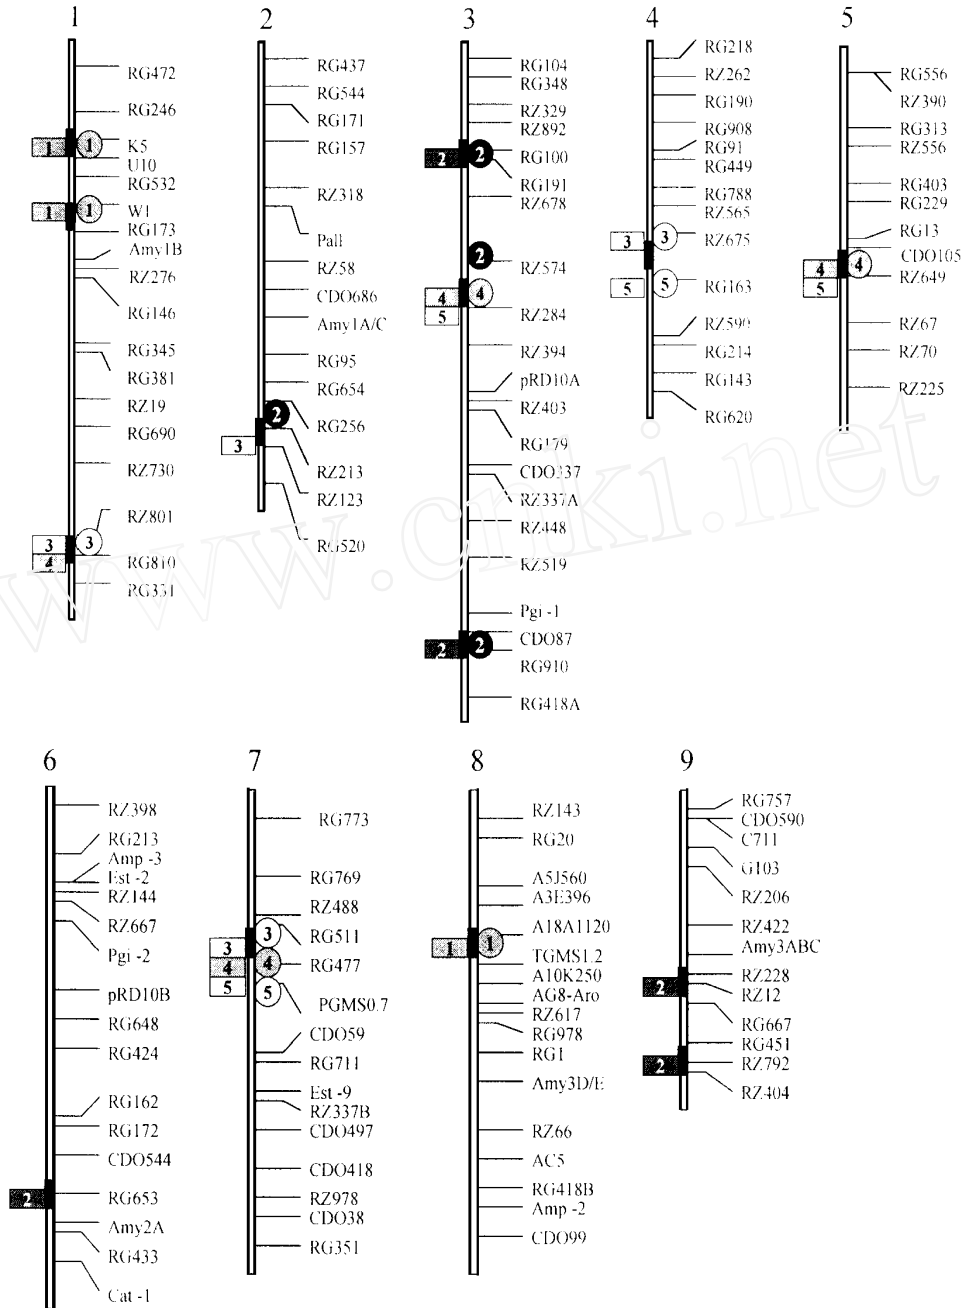 1
RG472
RG246
1
1
K5
U10
RG532
1
1
W1
RG173
Amy1B
RZ276
RG146
RG345
RG381
RZ19
RG690
RZ730
RZ801
3
3
4
RG810
RG331
2
RG437
RG544
RG171
RG157
RZ318
Pall
RZ58
CDO686
Amy1A/C
RG95
RG654
2
RG256
3
RZ213
RZ123
RG520
3
RG104
RG348
RZ329
RZ892
2
2
RG100
RG191
RZ678
2
RZ574
4
4
5
RZ284
RZ394
pRD10A
RZ403
RG179
CDO337
RZ337A
RZ448
RZ519
Pgi -1
2
2
CDO87
RG910
RG418A
4
RG218
RZ262
RG190
RG908
RG91
RG449
RG788
RZ565
3
3
RZ675
5
5
RG163
RZ590
RG214
RG143
RG620
5
RG556
RZ390
RG313
RZ556
RG403
RG229
RG13
CDO105
4
4
5
RZ649
RZ67
RZ70
RZ225
www.cnki.net
6
RZ398
RG213
Amp -3
Est -2
RZ144
RZ667
Pgi -2
pRD10B
RG648
RG424
RG162
RG172
CDO544
2
RG653
Amy2A
RG433
Cat -1
7
RG773
RG769
RZ488
3
3
RG511
4
4
RG477
5
5
PGMS0.7
CDO59
RG711
Est -9
RZ337B
CDO497
CDO418
RZ978
CDO38
RG351
8
RZ143
RG20
A5J560
A3E396
A18A1120
1
1
TGMS1.2
A10K250
AG8-Aro
RZ617
RG978
RG1
Amy3D/E
RZ66
AC5
RG418B
Amp -2
CDO99
9
RG757
CDO590
C711
G103
RZ206
RZ422
Amy3ABC
RZ228
2
RZ12
RG667
RG451
2
RZ792
RZ404